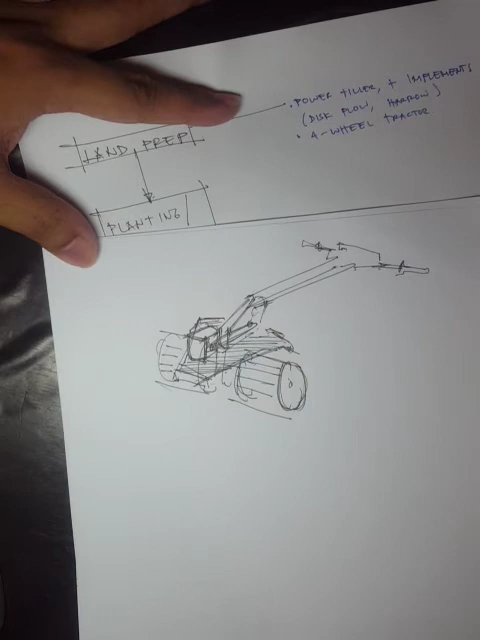 . POWER TILLER, + IMPLEMENTS
(DISK PLOW, HARROW)
. 4-WHEEL TRACTOR
LAND PREP
PLANTING